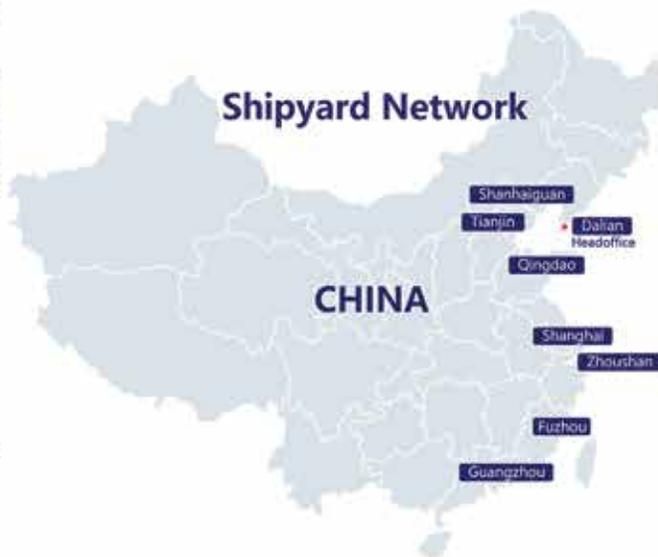 Shipyard Network
Shanhaiguan
Tianjin
Dalian
Headoffice
Qingdao
CHINA
Shanghai
Zhoushan
Fuzhou
Guangzhou